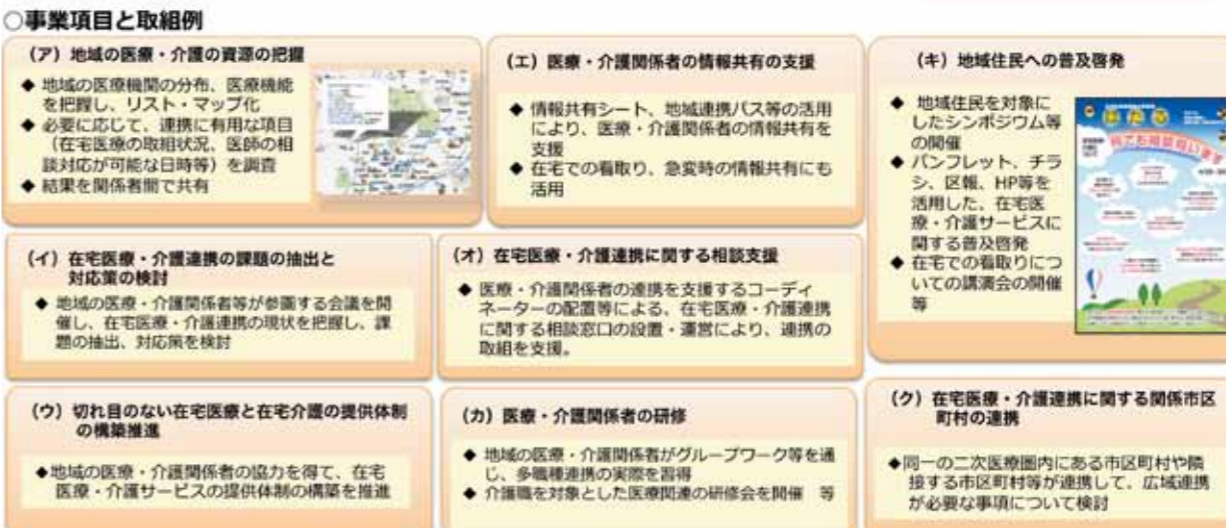 ○事業項目と取組例
（ア）地域の医療・介護の資源の把握
◆ 地域の医療機関の分布、医療機能
を把握し、リスト・マップ化
◆ 必要に応じて、連携に有用な項目
（在宅医療の取組状況、医師の相
談対応が可能な日時等）を調査
◆ 結果を関係者間で共有
（イ）在宅医療・介護連携の課題の抽出と
対応策の検討
◆ 地域の医療・介護関係者等が参画する会議を開
催し、在宅医療・介護連携の現状を把握し、課
題の抽出、対応策を検討
（ウ）切れ目のない在宅医療と在宅介護の提供体制
の構築推進
◆地域の医療・介護関係者の協力を得て、在宅
医療・介護サービスの提供体制の構築を推進
（エ）医療・介護関係者の情報共有の支援
◆ 情報共有シート、地域連携パス等の活用
により、医療・介護関係者の情報共有を
支援
◆ 在宅での看取り、急変時の情報共有にも
活用
（オ）在宅医療・介護連携に関する相談支援
◆ 医療・介護関係者の連携を支援するコーディ
ネーターの配置等による、在宅医療・介護連携
に関する相談窓口の設置・運営により、連携の
取組を支援。
（カ）医療・介護関係者の研修
◆ 地域の医療・介護関係者がグループワーク等を通
じ、多職種連携の実際を習得
◆ 介護職を対象とした医療関連の研修会を開催　等
（キ）地域住民への普及啓発
◆ 地域住民を対象に
したシンポジウム等
の開催
◆ パンフレット、チラ
シ、区報、HP等を
活用した、在宅医
療・介護サービスに
関する普及啓発
◆ 在宅での看取りにつ
いての講演会の開催
等
何でも相談伺います
（ク）在宅医療・介護連携に関する関係市区
町村の連携
◆同一の二次医療圏内にある市区町村や隣
接する市区町村等が連携して、広域連携
が必要な事項について検討